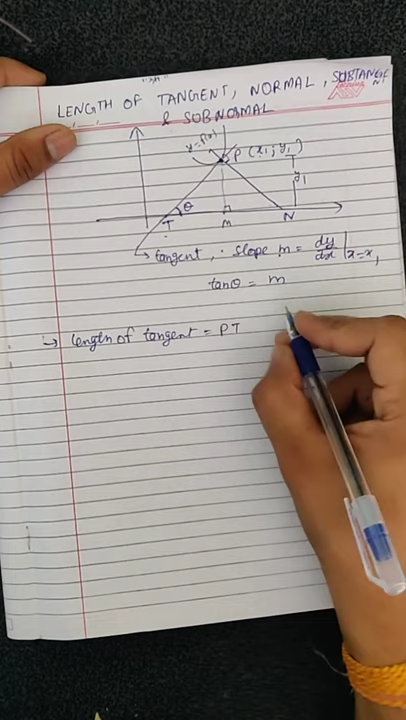 LENGTH OF TANGENT, NORMAL, SUBTANGENT
& SUBNORMAL
y=f(x)
P (x₁, y₁)
y₁
θ
T M N
→ tangent, · slope m = dy/dx | x=x₁
tanθ = m
→ length of tangent = PT